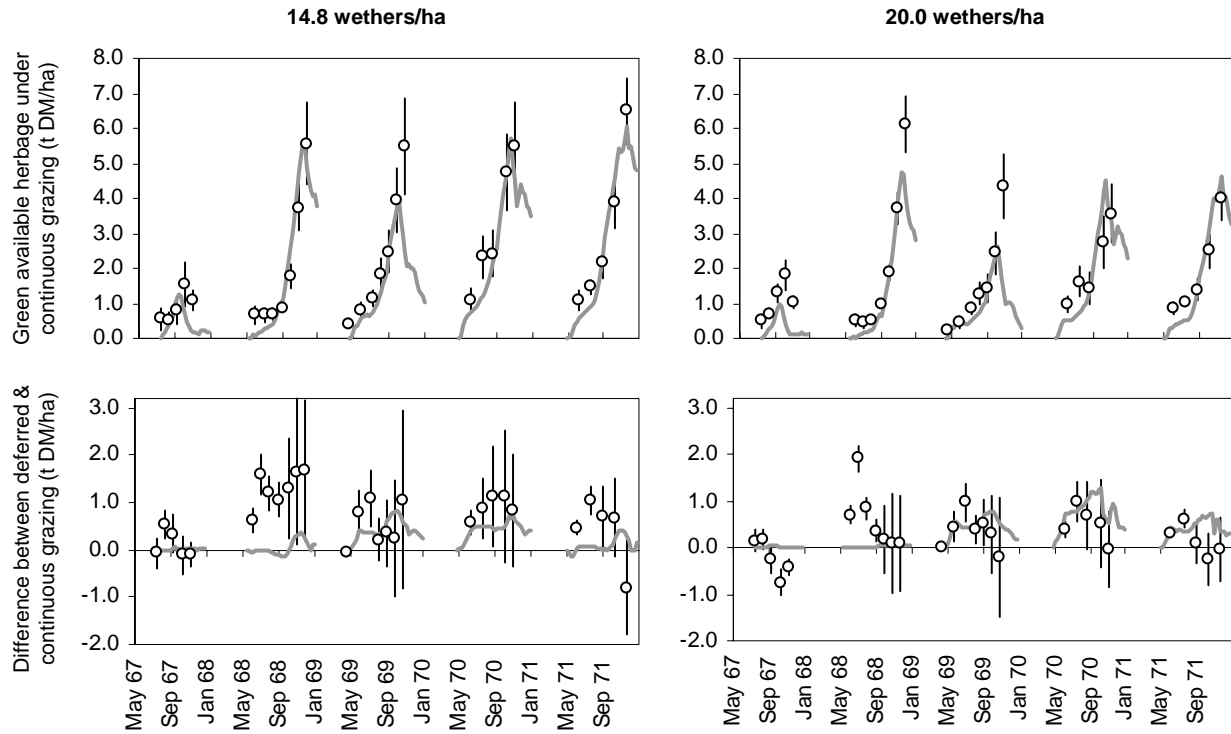 14.8 wethers/ha
20.0 wethers/ha
Green available herbage under
continuous grazing (t DM/ha)
8.0
7.0
6.0
5.0
4.0
3.0
2.0
1.0
0.0
8.0
7.0
6.0
5.0
4.0
3.0
2.0
1.0
0.0
Difference between deferred &
continuous grazing (t DM/ha)
3.0
2.0
1.0
0.0
-1.0
-2.0
3.0
2.0
1.0
0.0
-1.0
-2.0
May 67
Sep 67
Jan 68
May 68
Sep 68
Jan 69
May 69
Sep 69
Jan 70
May 70
Sep 70
Jan 71
May 71
Sep 71
May 67
Sep 67
Jan 68
May 68
Sep 68
Jan 69
May 69
Sep 69
Jan 70
May 70
Sep 70
Jan 71
May 71
Sep 71